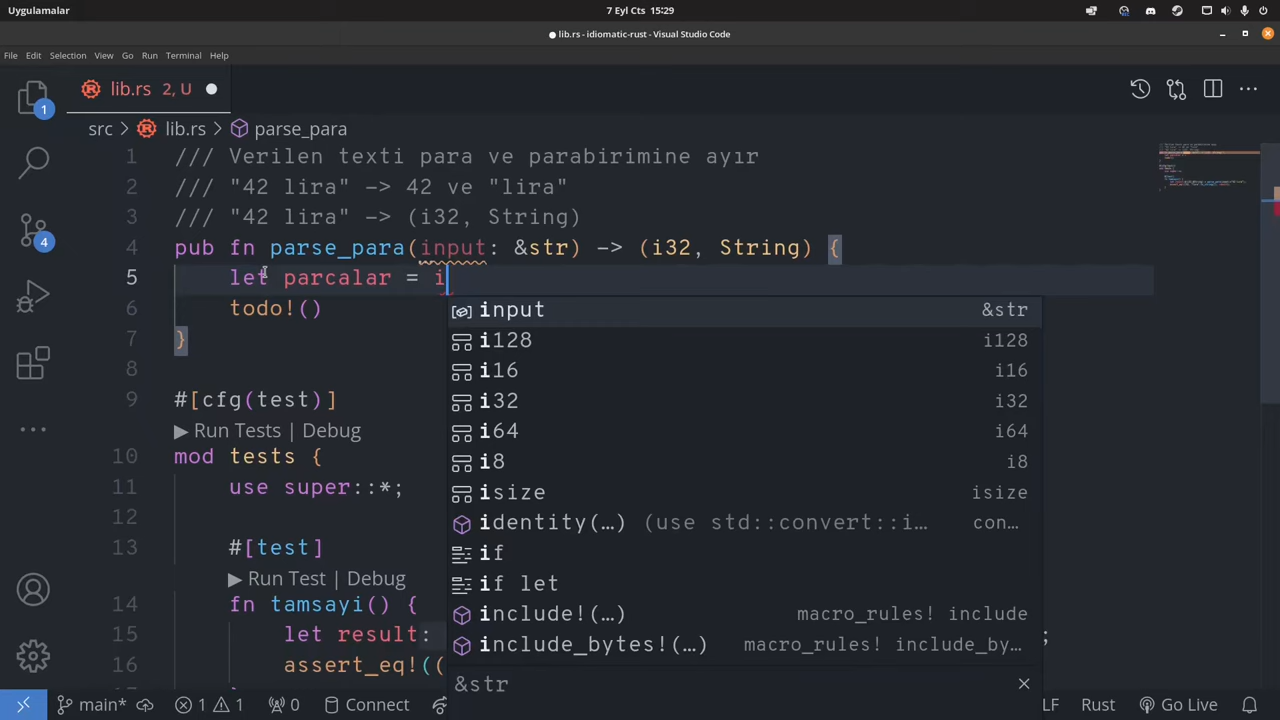 Uygulamalar
7 Eyl Cts 15:29
lib.rs - idiomatic-rust - Visual Studio Code
File Edit Selection View Go Run Terminal Help
lib.rs 2, U
src > lib.rs > parse_para
1 /// Verilen texti para ve parabirimine ayır
2 /// "42 lira" -> 42 ve "lira"
3 /// "42 lira" -> (i32, String)
4 pub fn parse_para(input: &str) -> (i32, String) {
5 let parcalar = i
6 todo!()
7 }
8
9 #[cfg(test)]
▶ Run Tests | Debug
10 mod tests {
11 use super::*;
12
13 #[test]
▶ Run Test | Debug
14 fn tamsayi() {
15 let result:
16 assert_eq!((
input &str
i128 i128
i16 i16
i32 i32
i64 i64
i8 i8
isize isize
identity(…) (use std::convert::i… con…
if
if let
include!(…) macro_rules! include
include_bytes!(…) macro_rules! include_by…
&str
1
4
main* 1 1 0 Connect LF Rust Go Live